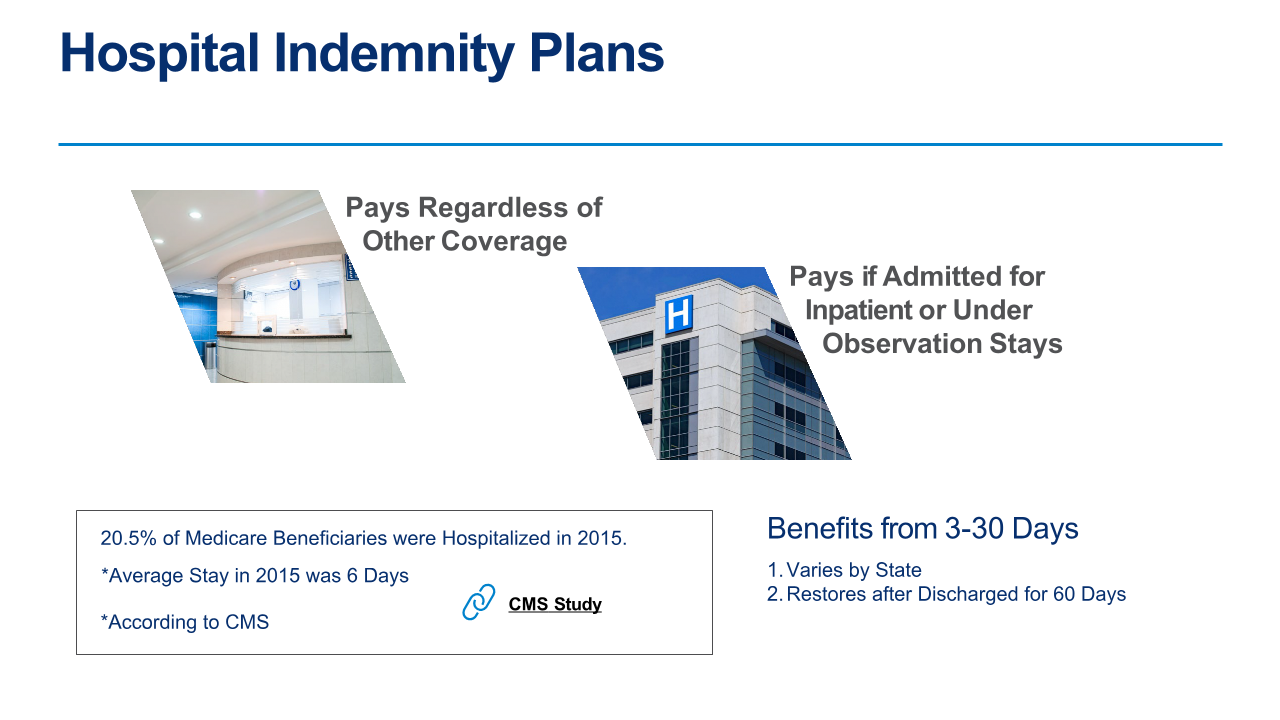 Hospital Indemnity Plans
Pays Regardless of
Other Coverage
H
Pays if Admitted for
Inpatient or Under
Observation Stays
20.5% of Medicare Beneficiaries were Hospitalized in 2015.
*Average Stay in 2015 was 6 Days
CMS Study
*According to CMS
Benefits from 3-30 Days
1. Varies by State
2. Restores after Discharged for 60 Days